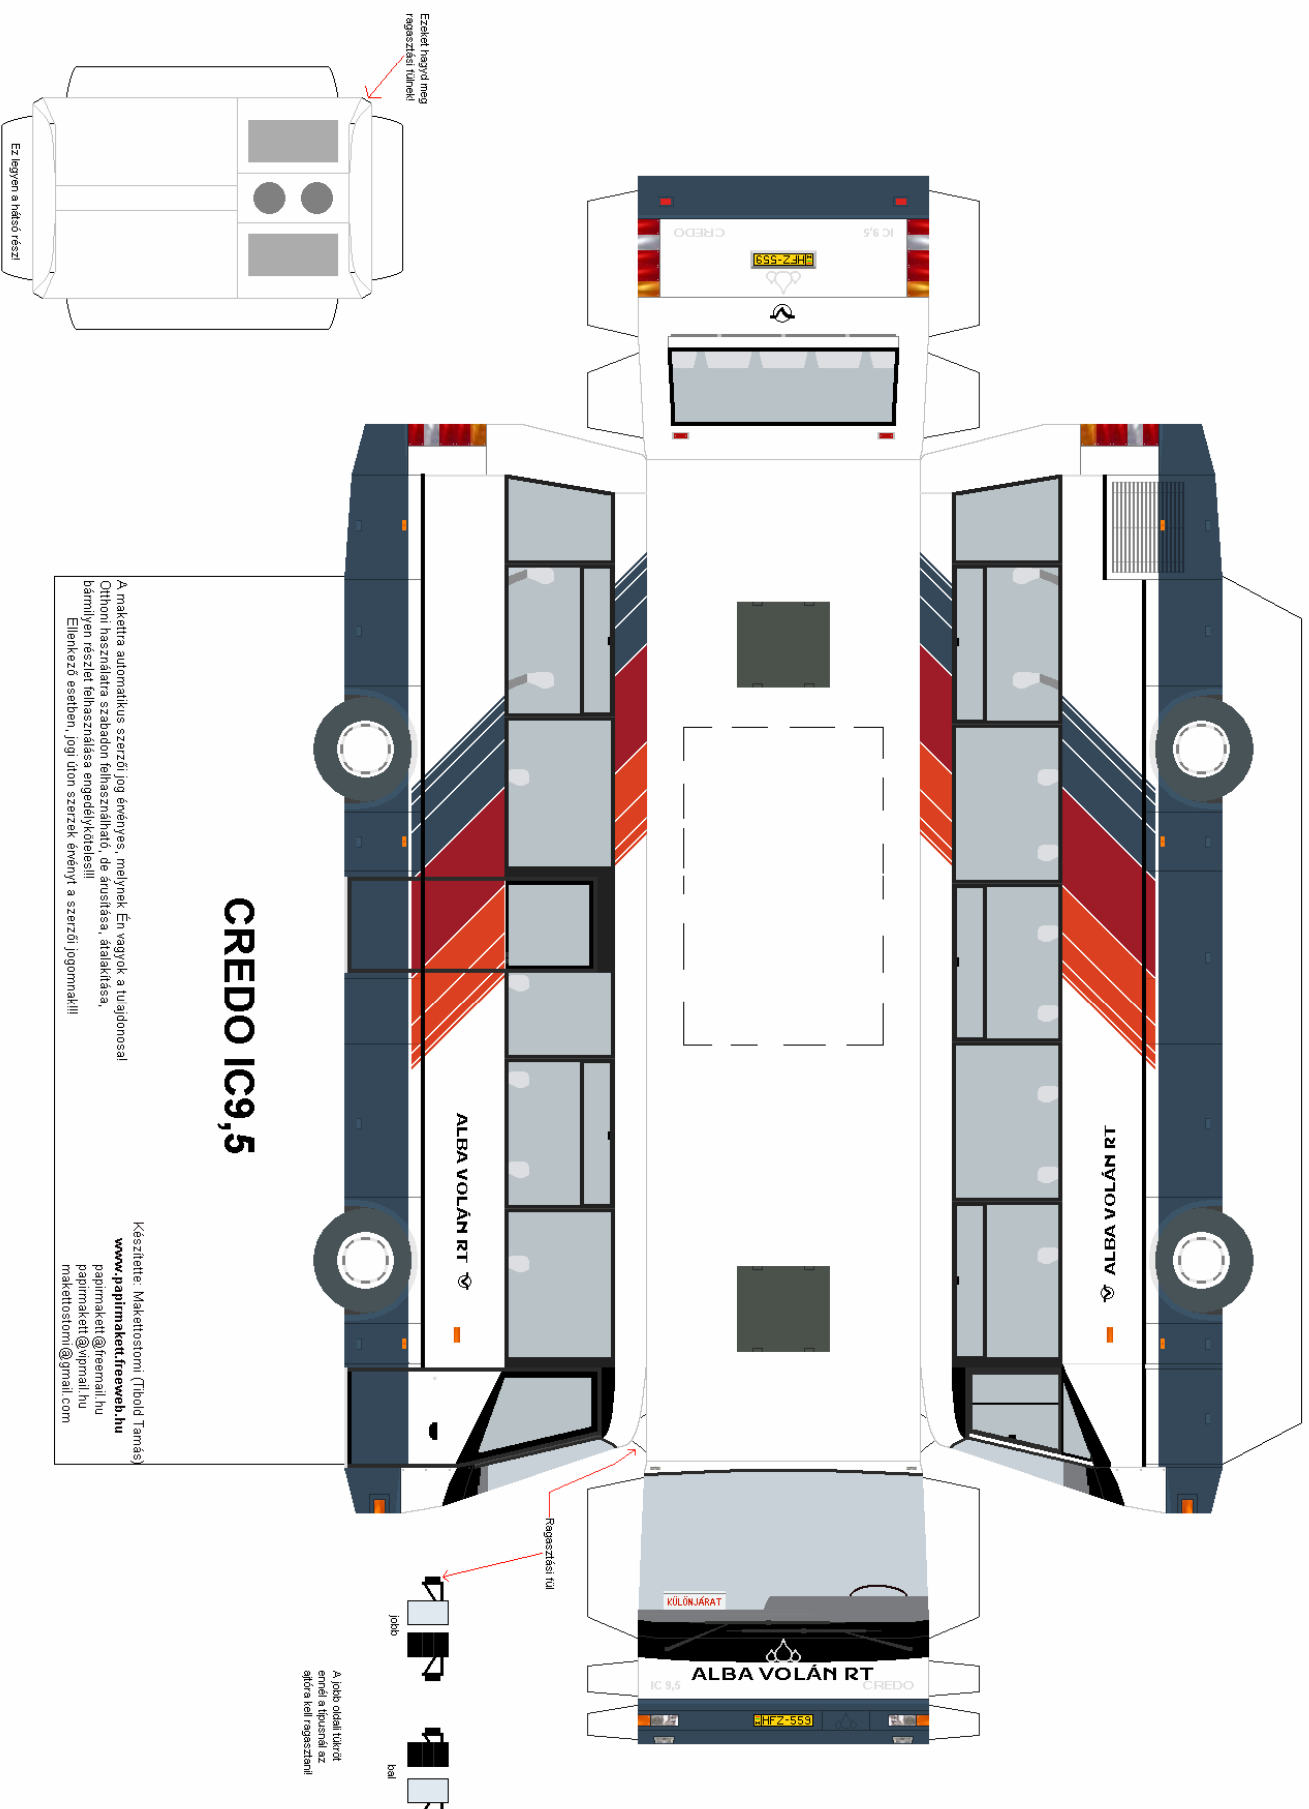 Ezeket hagyd meg
ragasztási fülnek!
Ez legyen a hátsó rész!
CREDO
IC 9,5
HFZ-559
A makettra automatikus szerzői jog érvényes, melynek Én vagyok a tulajdonosa!
Otthoni használatra szabadon felhasználható, de árusítása, átalakítása,
bármilyen részlet felhasználása engedélyköteles!!!
Ellenkező esetben, jogi úton szerzek érvényt a szerzői jogomnak!!!
CREDO IC9,5
Készítette: Makettostomi (Tibold Tamás)
www.papirmakett.freeweb.hu
papirmakett@freemail.hu
papirmakett@vipmail.hu
makettostomi@gmail.com
ALBA VOLÁN RT
ALBA VOLÁN RT
Ragasztási fül
KÜLÖNJÁRAT
ALBA VOLÁN RT
IC 9,5
CREDO
HFZ-559
jobb
A jobb oldali tükröt
ennél a típusnál az
ajtóra kell ragasztani!
bal